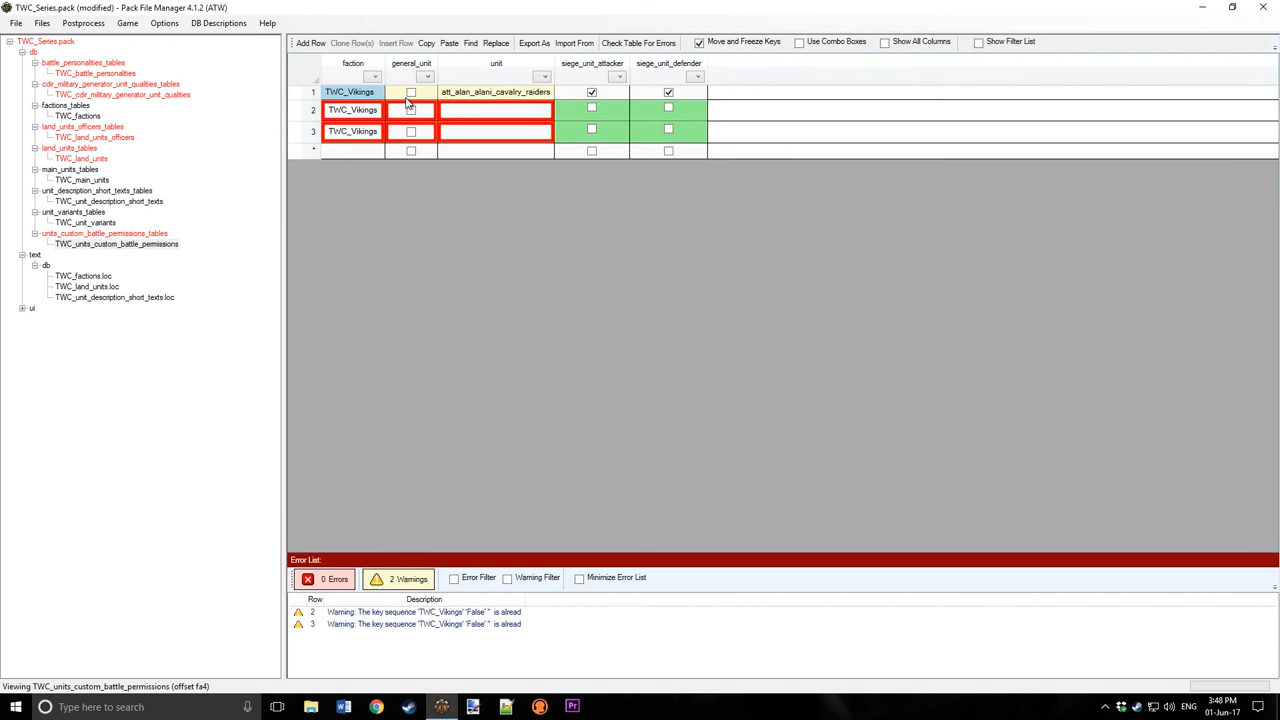 TWC_Series.pack (modified) - Pack File Manager 4.1.2 (ATW)
File Files Postprocess Game Options DB Descriptions Help
TWC_Series.pack
db
battle_personalities_tables
TWC_battle_personalities
cdir_military_generator_unit_qualities_tables
TWC_cdir_military_generator_unit_qualities
factions_tables
TWC_factions
land_units_officers_tables
TWC_land_units_officers
land_units_tables
TWC_land_units
main_units_tables
TWC_main_units
unit_description_short_texts_tables
TWC_unit_description_short_texts
unit_variants_tables
TWC_unit_variants
units_custom_battle_permissions_tables
TWC_units_custom_battle_permissions
text
db
TWC_factions.loc
TWC_land_units.loc
TWC_unit_description_short_texts.loc
ui
Add Row Clone Row(s) Insert Row Copy Paste Find Replace Export As Import From Check Table For Errors Move and Freeze Keys Use Combo Boxes Show All Columns Show Filter List
faction general_unit unit siege_unit_attacker siege_unit_defender
1 TWC_Vikings att_alan_alani_cavalry_raiders
2 TWC_Vikings
3 TWC_Vikings
*
Error List:
0 Errors 2 Warnings Error Filter Warning Filter Minimize Error List
Row Description
2 Warning: The key sequence 'TWC_Vikings' 'False' '' is alread
3 Warning: The key sequence 'TWC_Vikings' 'False' '' is alread
Viewing TWC_units_custom_battle_permissions (offset fa4)
Type here to search
3:48 PM
01-Jun-17